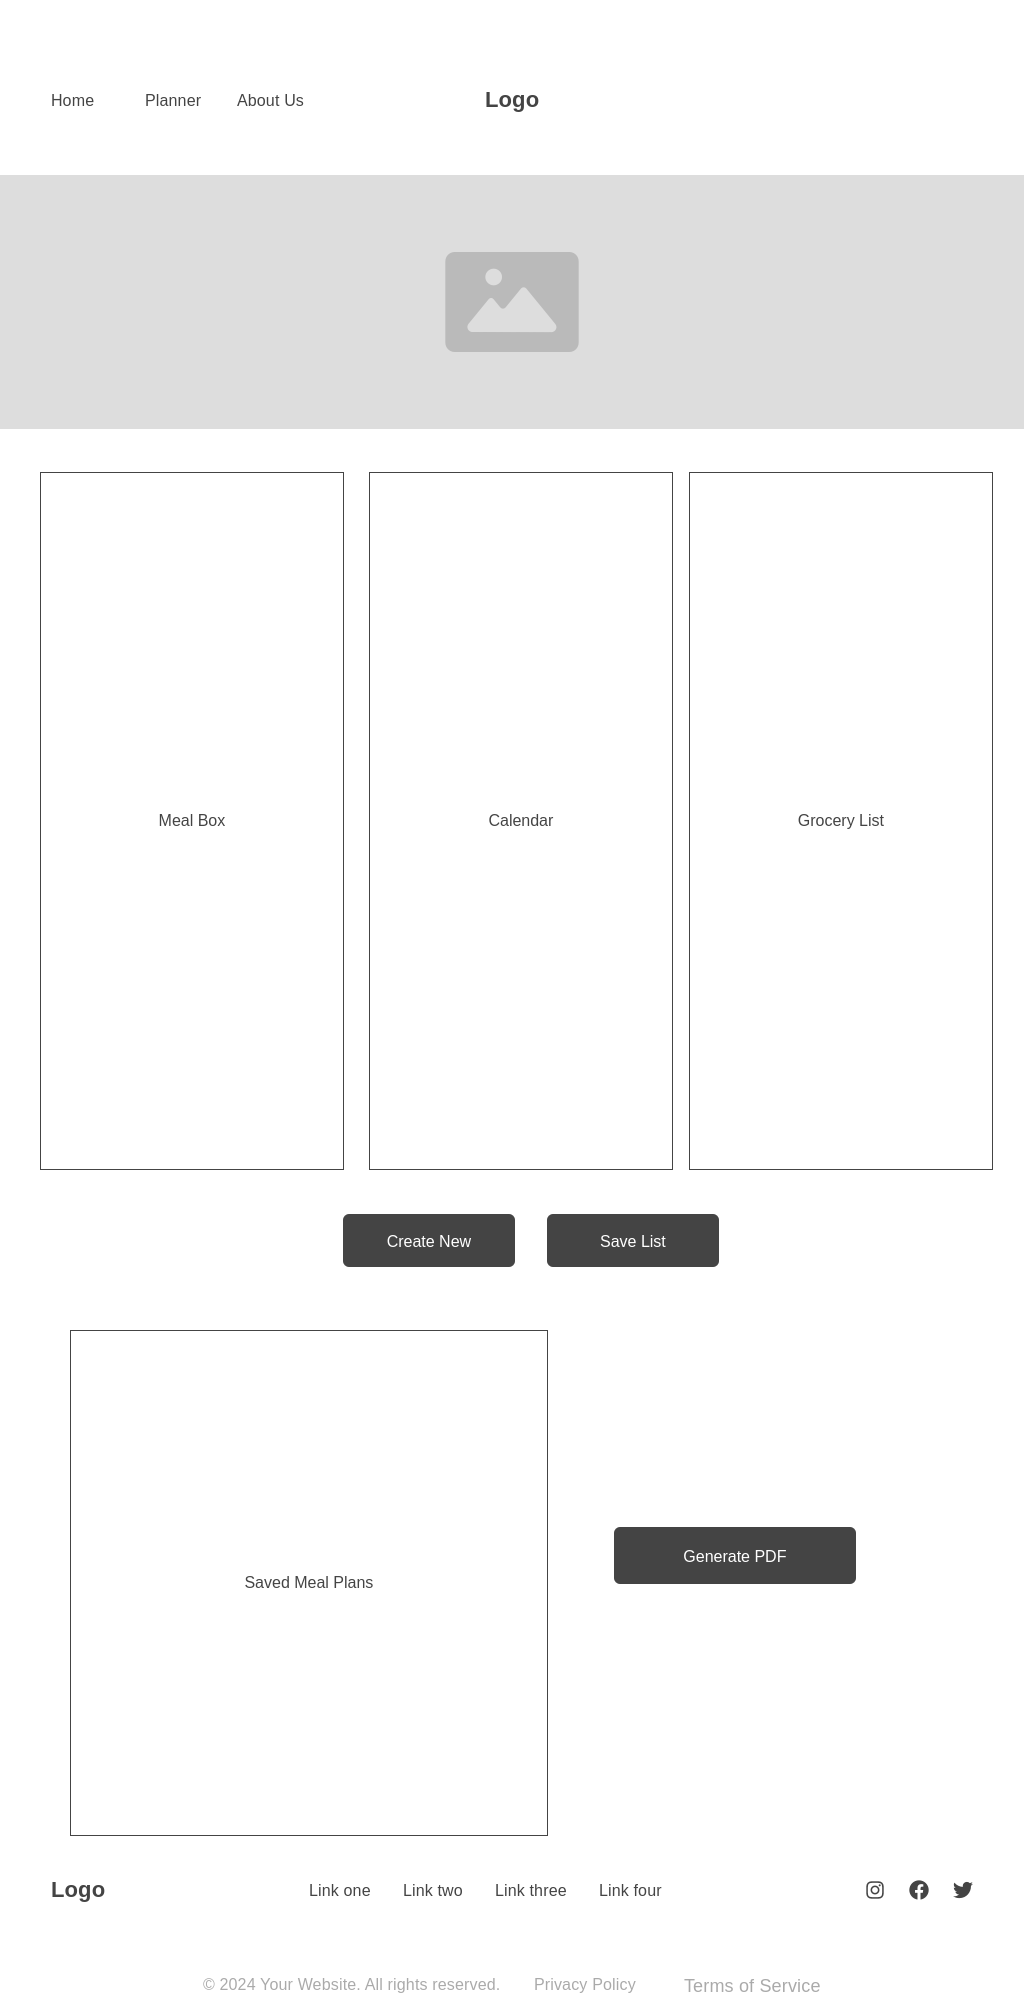 Home Planner About Us Logo
Meal Box Calendar Grocery List
Create New Save List
Saved Meal Plans
Generate PDF
Logo Link one Link two Link three Link four
© 2024 Your Website. All rights reserved. Privacy Policy Terms of Service